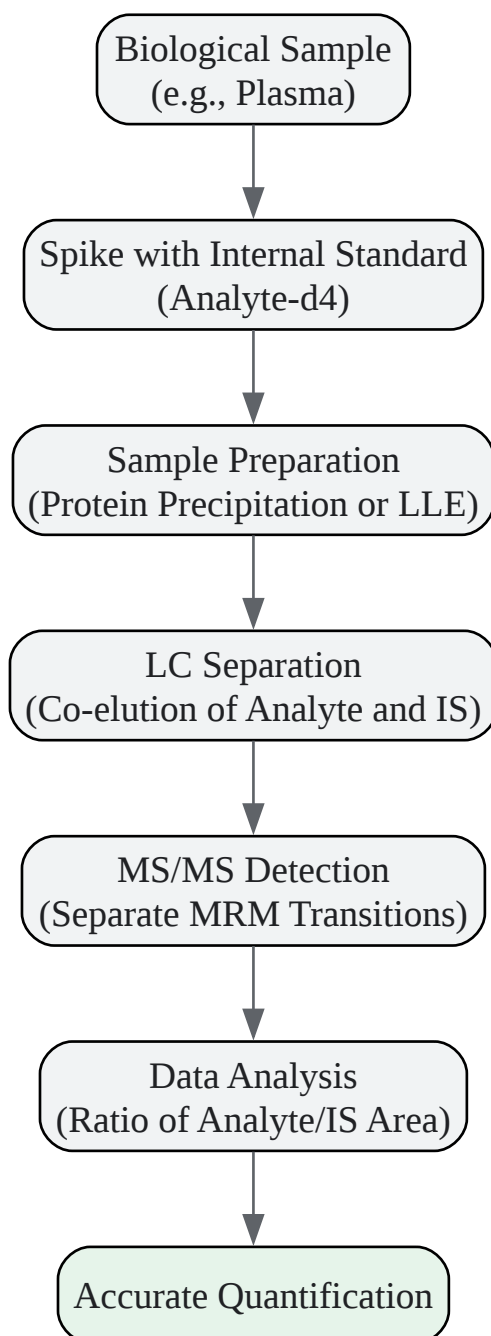 Biological Sample
(e.g., Plasma)
Spike with Internal Standard
(Analyte-d4)
Sample Preparation
(Protein Precipitation or LLE)
LC Separation
(Co-elution of Analyte and IS)
MS/MS Detection
(Separate MRM Transitions)
Data Analysis
(Ratio of Analyte/IS Area)
Accurate Quantification